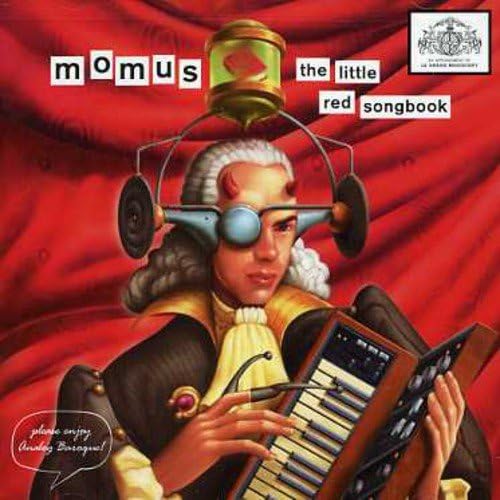 momus
the little
red songbook
please enjoy
Analog Baroque!